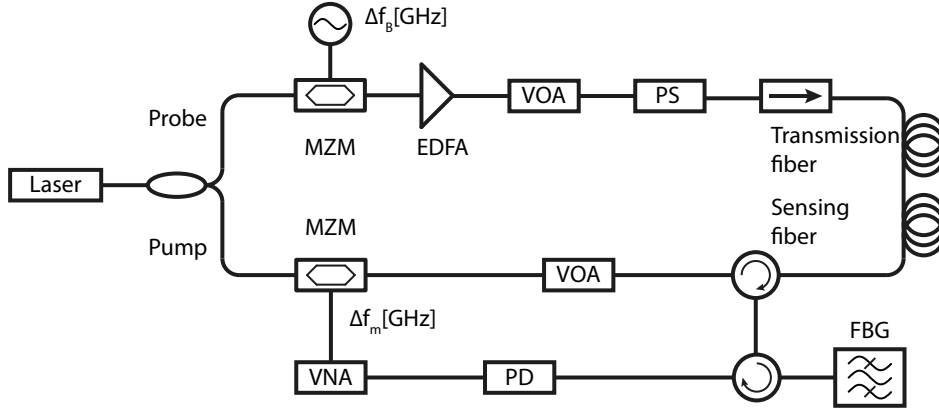 Δf_B[GHz]
VOA
PS
Probe
MZM
EDFA
Transmission
fiber
Laser
Sensing
fiber
Pump
MZM
VOA
Δf_m[GHz]
FBG
VNA
PD